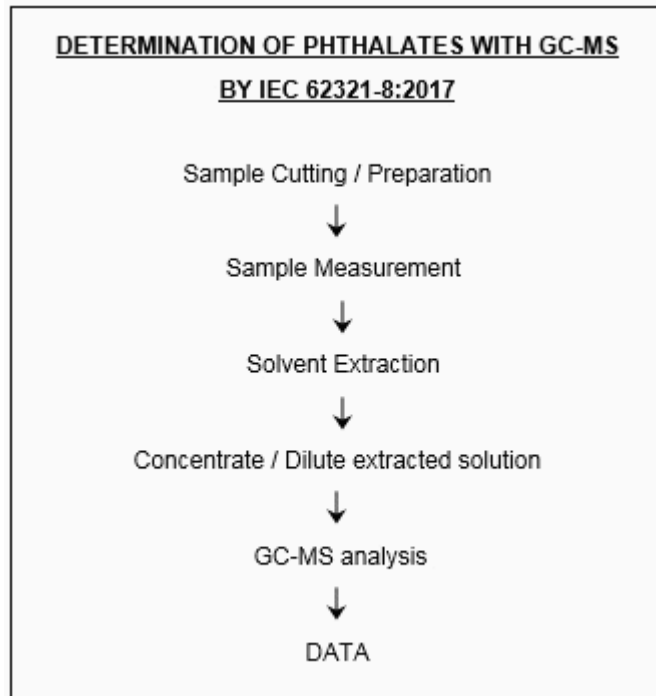 DETERMINATION OF PHTHALATES WITH GC-MS
BY IEC 62321-8:2017
Sample Cutting / Preparation
Sample Measurement
Solvent Extraction
Concentrate / Dilute extracted solution
GC-MS analysis
DATA